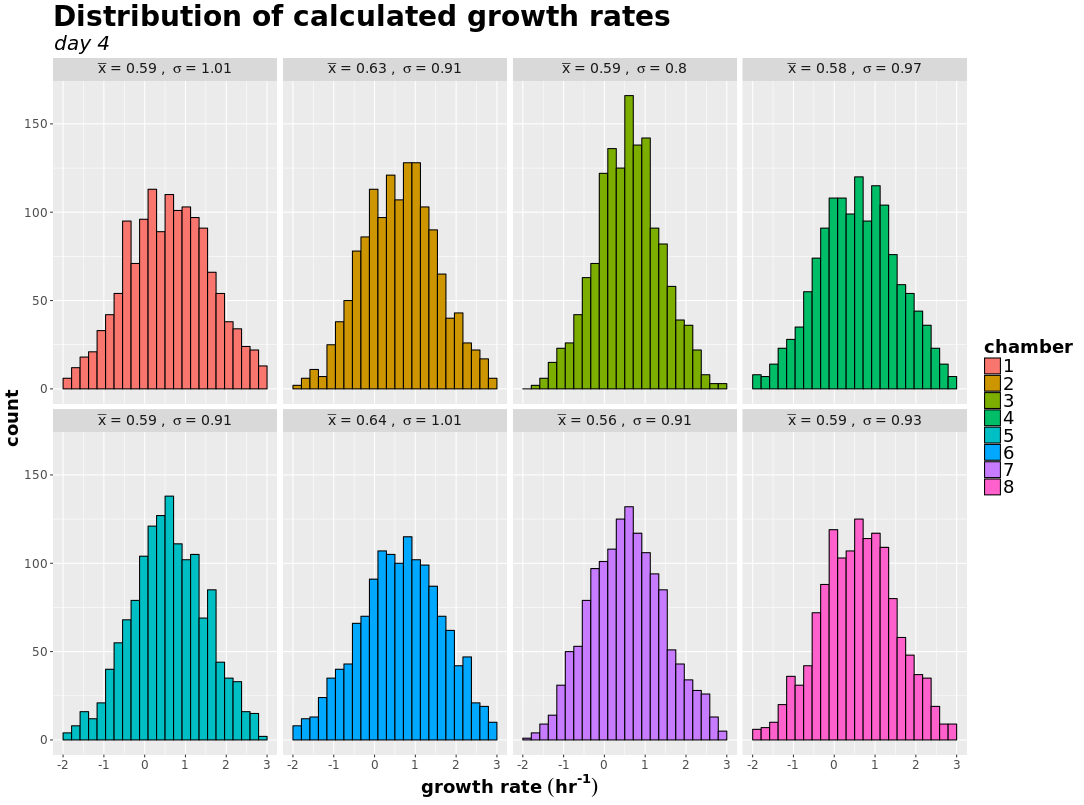 Distribution of calculated growth rates
day 4
x̅ = 0.59 , σ = 1.01
x̅ = 0.63 , σ = 0.91
x̅ = 0.59 , σ = 0.8
x̅ = 0.58 , σ = 0.97
150
100
50
0
x̅ = 0.59 , σ = 0.91
x̅ = 0.64 , σ = 1.01
x̅ = 0.56 , σ = 0.91
x̅ = 0.59 , σ = 0.93
150
100
50
0
count
-2 -1 0 1 2 3
-2 -1 0 1 2 3
-2 -1 0 1 2 3
-2 -1 0 1 2 3
growth rate (hr⁻¹)
chamber
1
2
3
4
5
6
7
8